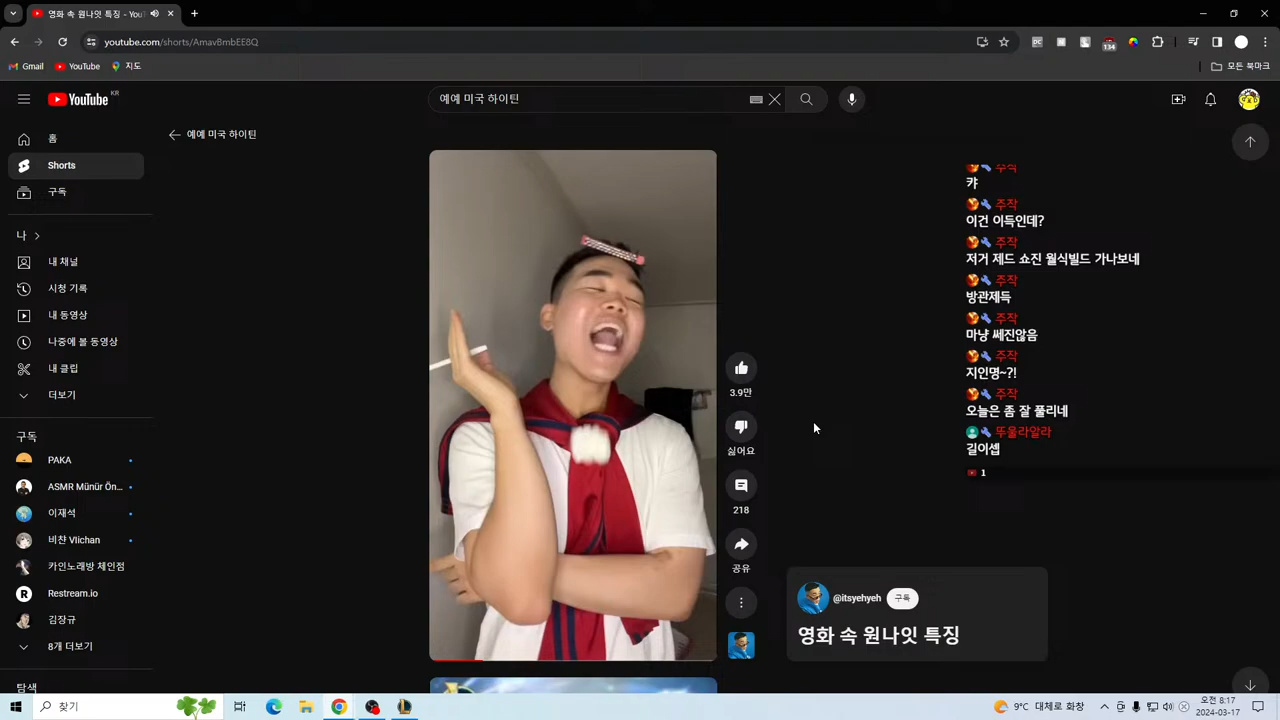 영화 속 원나잇 특징 - YouT
youtube.com/shorts/AmavBmbEE8Q
134
Gmail
YouTube
지도
모든 북마크
YouTube KR
예예 미국 하이틴
홈
Shorts
구독
나
내 채널
시청 기록
내 동영상
나중에 볼 동영상
내 클립
더보기
구독
PAKA
ASMR Münür Ön...
이재석
비챤 VIichan
카인노래방 체인점
Restream.io
김장규
8개 더보기
탐색
예예 미국 하이틴
3.9만
싫어요
218
공유
@itsyehyeh
구독
영화 속 원나잇 특징
주작
캬
주작
이건 이득인데?
주작
저거 제드 쇼진 월식빌드 가나보네
주작
방관제득
주작
마냥 쎄진않음
주작
지인명~?!
주작
오늘은 좀 잘 풀리네
뚜울라알라
길이셉
1
찾기
9°C 대체로 화창
오전 8:17
2024-03-17